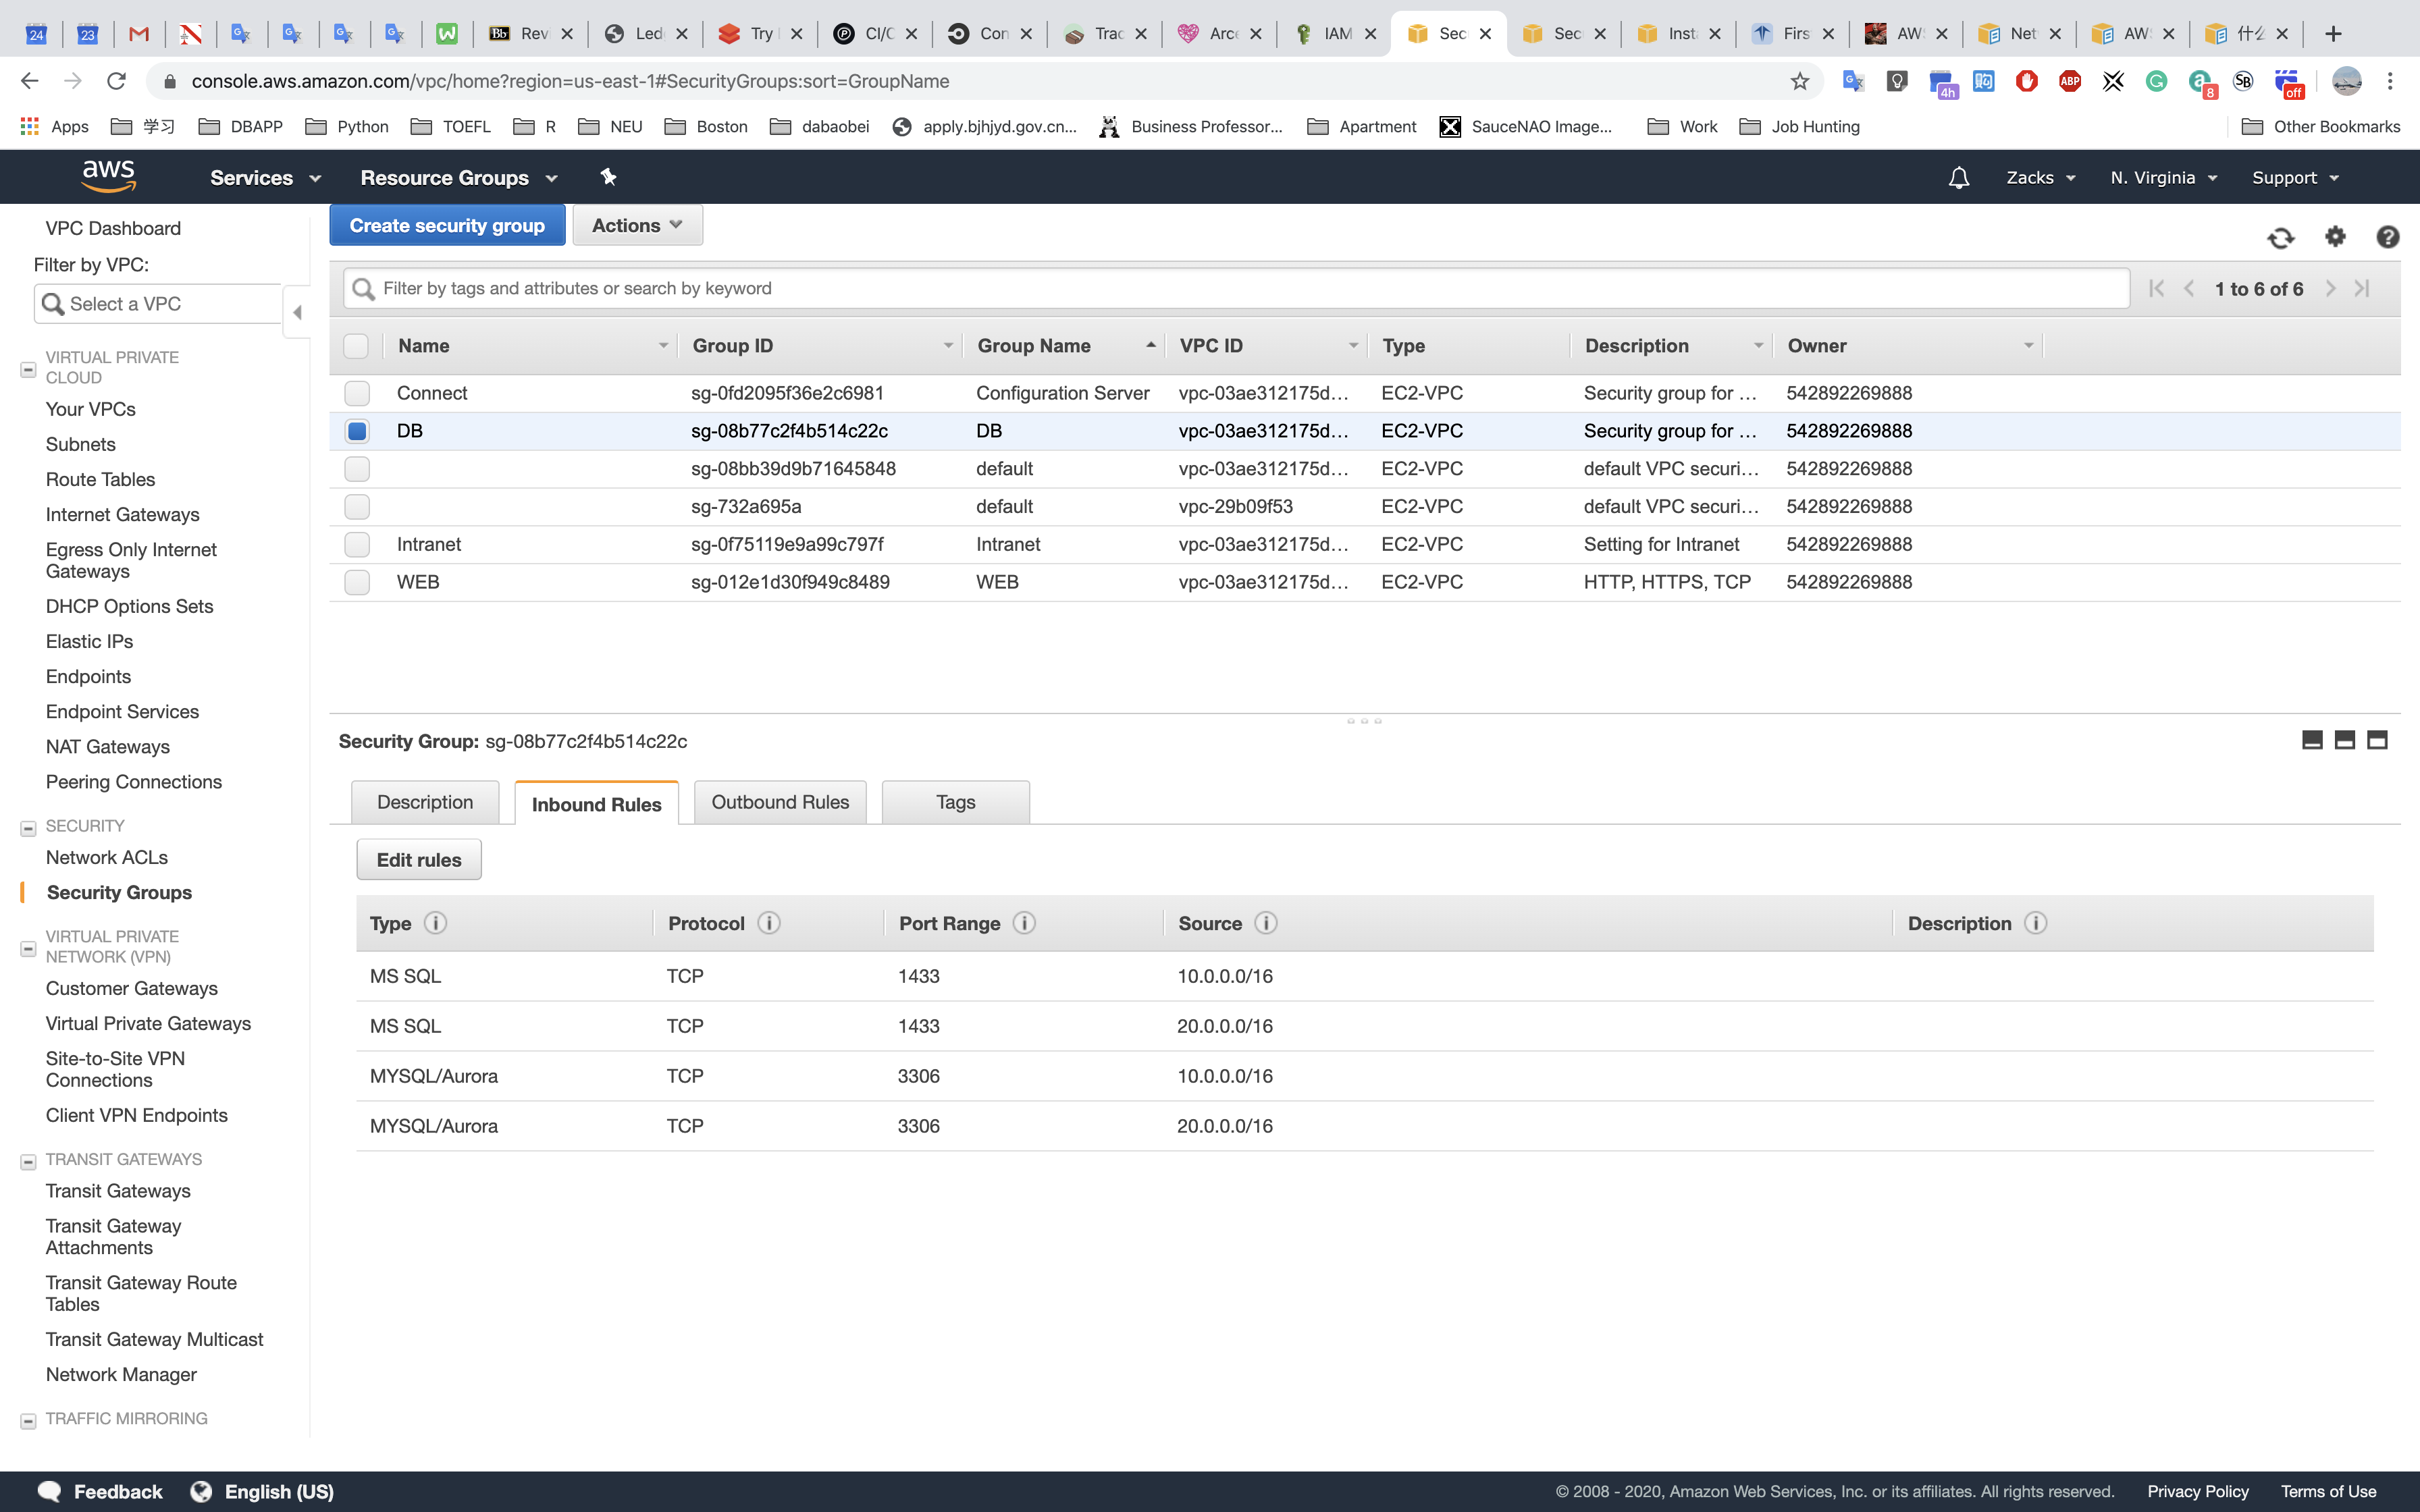 24 23 Rev Led Try CI/C Con Trac Arce IAM Sec Sec Insta Firs AW Net AW 什么
console.aws.amazon.com/vpc/home?region=us-east-1#SecurityGroups:sort=GroupName 4h ABP 8 SB off
Apps 学习 DBAPP Python TOEFL R NEU Boston dabaobei apply.bjhjyd.gov.cn... Business Professor... Apartment SauceNAO Image... Work Job Hunting Other Bookmarks
aws Services Resource Groups Zacks N. Virginia Support
VPC Dashboard
Filter by VPC:
Select a VPC
VIRTUAL PRIVATE
CLOUD
Your VPCs
Subnets
Route Tables
Internet Gateways
Egress Only Internet
Gateways
DHCP Options Sets
Elastic IPs
Endpoints
Endpoint Services
NAT Gateways
Peering Connections
SECURITY
Network ACLs
Security Groups
VIRTUAL PRIVATE
NETWORK (VPN)
Customer Gateways
Virtual Private Gateways
Site-to-Site VPN
Connections
Client VPN Endpoints
TRANSIT GATEWAYS
Transit Gateways
Transit Gateway
Attachments
Transit Gateway Route
Tables
Transit Gateway Multicast
Network Manager
TRAFFIC MIRRORING
Create security group Actions
Filter by tags and attributes or search by keyword 1 to 6 of 6
Name Group ID Group Name VPC ID Type Description Owner
Connect sg-0fd2095f36e2c6981 Configuration Server vpc-03ae312175d... EC2-VPC Security group for ... 542892269888
DB sg-08b77c2f4b514c22c DB vpc-03ae312175d... EC2-VPC Security group for ... 542892269888
sg-08bb39d9b71645848 default vpc-03ae312175d... EC2-VPC default VPC securi... 542892269888
sg-732a695a default vpc-29b09f53 EC2-VPC default VPC securi... 542892269888
Intranet sg-0f75119e9a99c797f Intranet vpc-03ae312175d... EC2-VPC Setting for Intranet 542892269888
WEB sg-012e1d30f949c8489 WEB vpc-03ae312175d... EC2-VPC HTTP, HTTPS, TCP 542892269888
Security Group: sg-08b77c2f4b514c22c
Description Inbound Rules Outbound Rules Tags
Edit rules
Type Protocol Port Range Source Description
MS SQL TCP 1433 10.0.0.0/16
MS SQL TCP 1433 20.0.0.0/16
MYSQL/Aurora TCP 3306 10.0.0.0/16
MYSQL/Aurora TCP 3306 20.0.0.0/16
Feedback English (US) © 2008 - 2020, Amazon Web Services, Inc. or its affiliates. All rights reserved. Privacy Policy Terms of Use